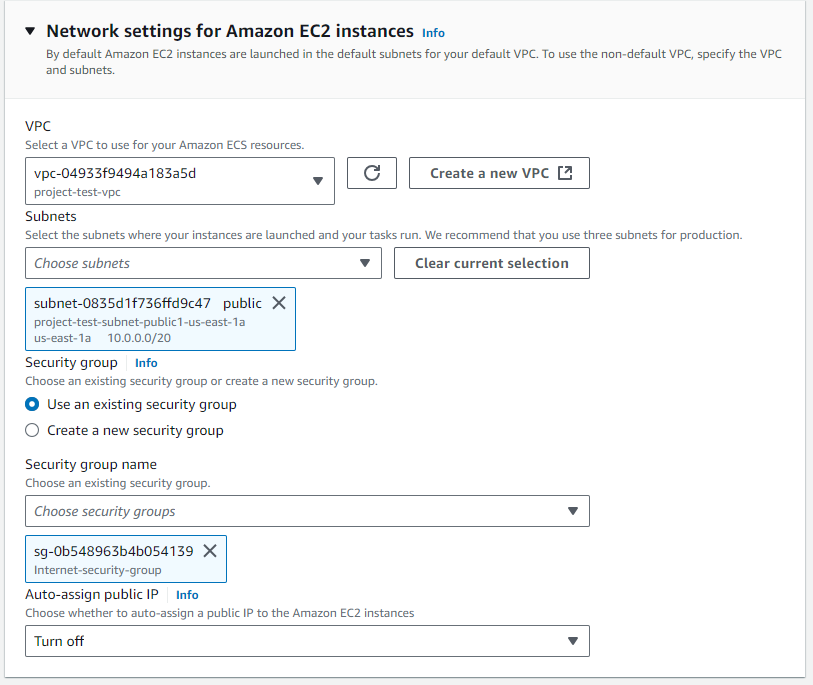 Network settings for Amazon EC2 instances Info
By default Amazon EC2 instances are launched in the default subnets for your default VPC. To use the non-default VPC, specify the VPC
and subnets.
VPC
Select a VPC to use for your Amazon ECS resources.
vpc-04933f9494a183a5d
project-test-vpc
Create a new VPC
Subnets
Select the subnets where your instances are launched and your tasks run. We recommend that you use three subnets for production.
Choose subnets
Clear current selection
subnet-0835d1f736ffd9c47 public
project-test-subnet-public1-us-east-1a
us-east-1a 10.0.0.0/20
Security group Info
Choose an existing security group or create a new security group.
Use an existing security group
Create a new security group
Security group name
Choose an existing security group.
Choose security groups
sg-0b548963b4b054139
Internet-security-group
Auto-assign public IP Info
Choose whether to auto-assign a public IP to the Amazon EC2 instances
Turn off